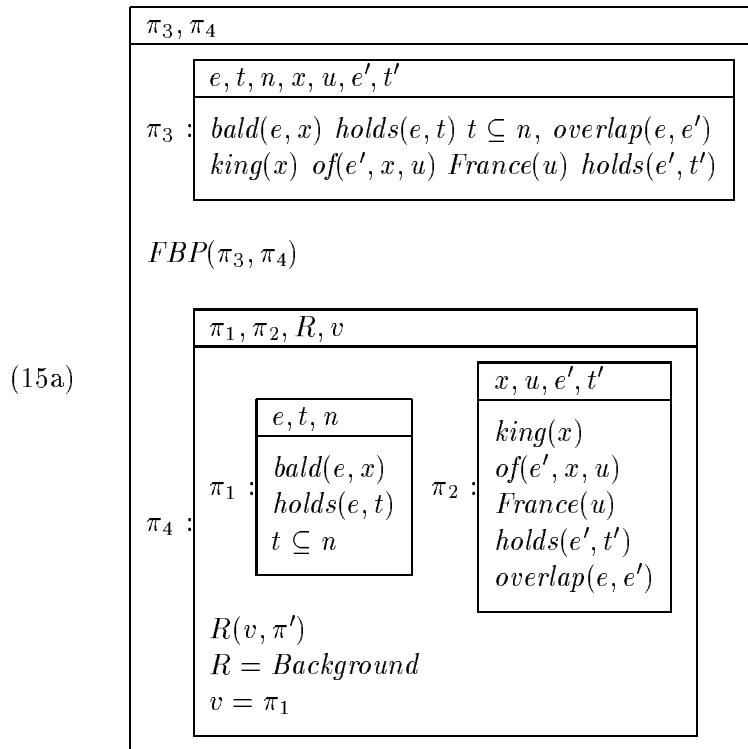 π₃, π₄
e, t, n, x, u, e′, t′
π₃ : bald(e, x) holds(e, t) t ⊆ n, overlap(e, e′)
king(x) of(e′, x, u) France(u) holds(e′, t′)
FBP(π₃, π₄)
π₁, π₂, R, v
(15a)
x, u, e′, t′
e, t, n
king(x)
bald(e, x)
of(e′, x, u)
π₁ : holds(e, t) π₂ : France(u)
π₄ : t ⊆ n
holds(e′, t′)
overlap(e, e′)
R(v, π′)
R = Background
v = π₁